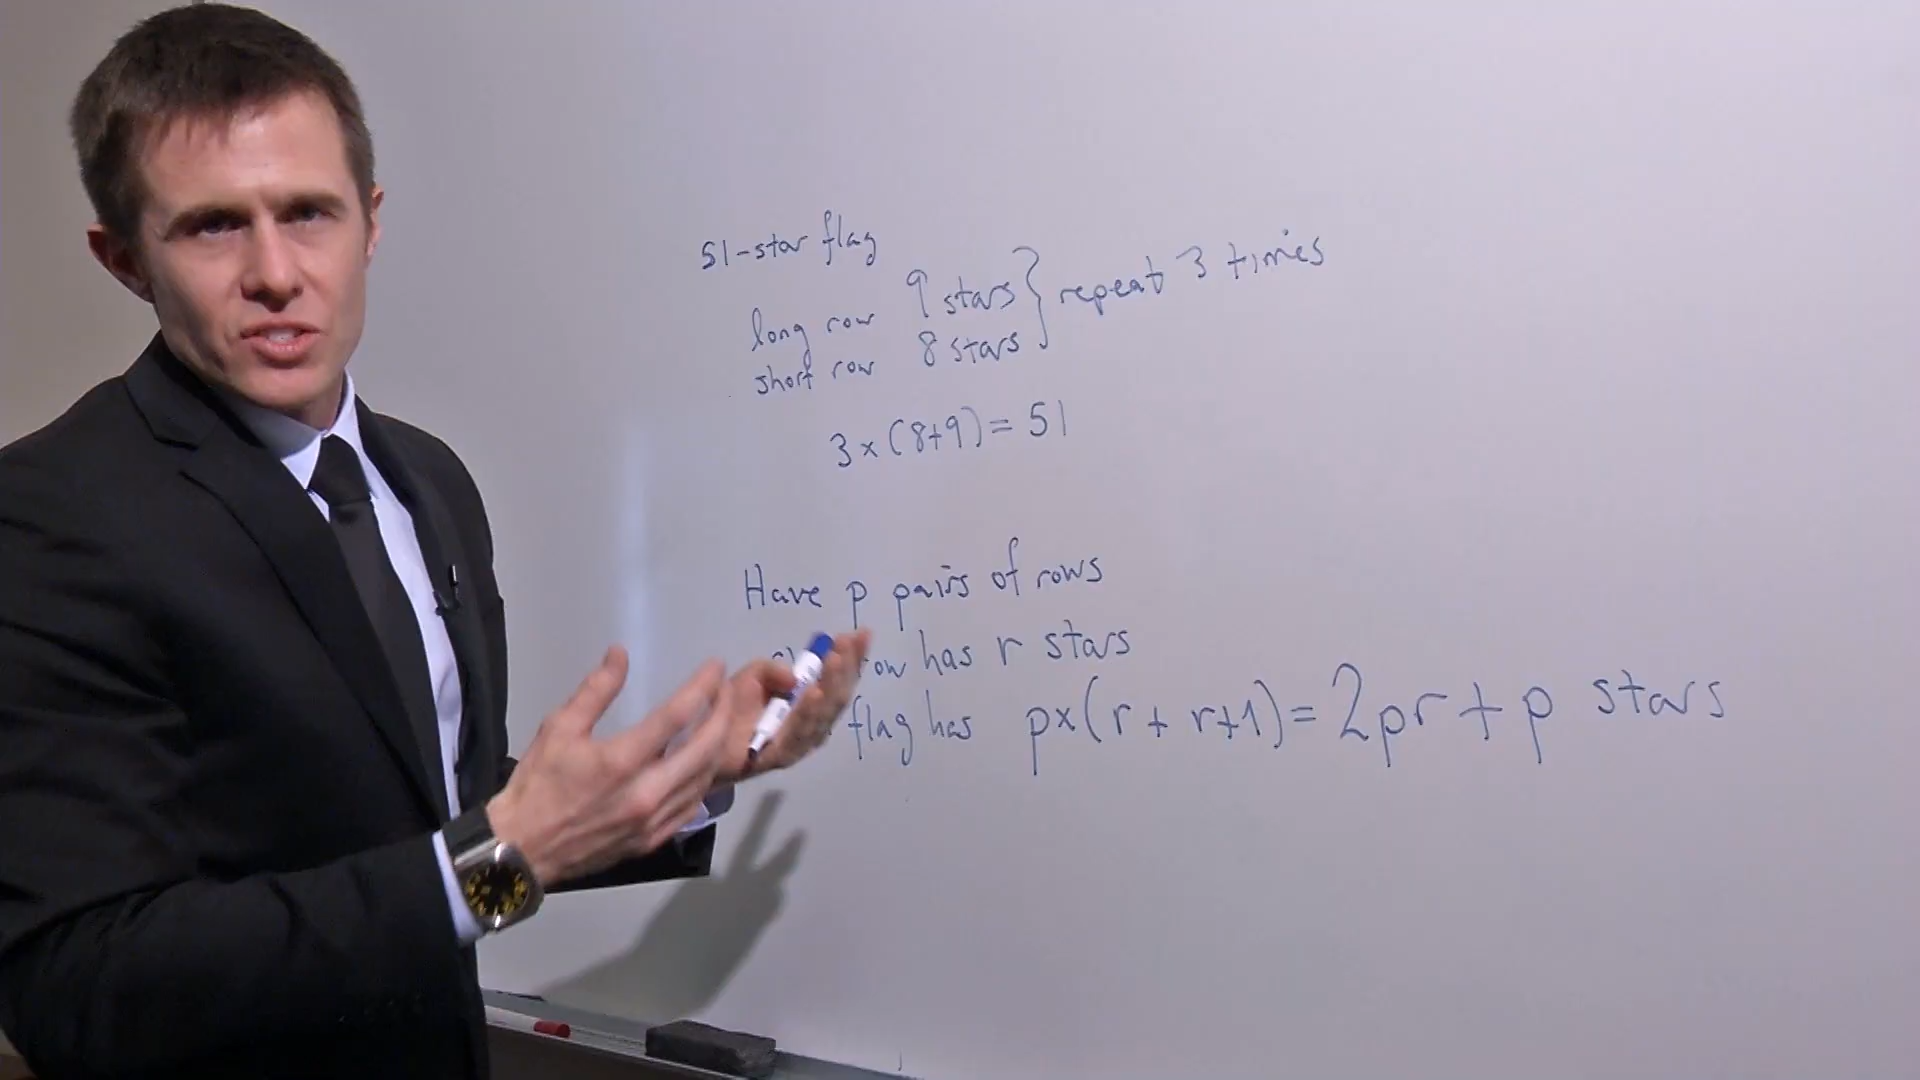 51-star flag
long row 9 stars } repeat 3 times
short row 8 stars
3×(8+9)=51
Have p pairs of rows
row has r stars
flag has p×(r+r+1)=2pr+p stars